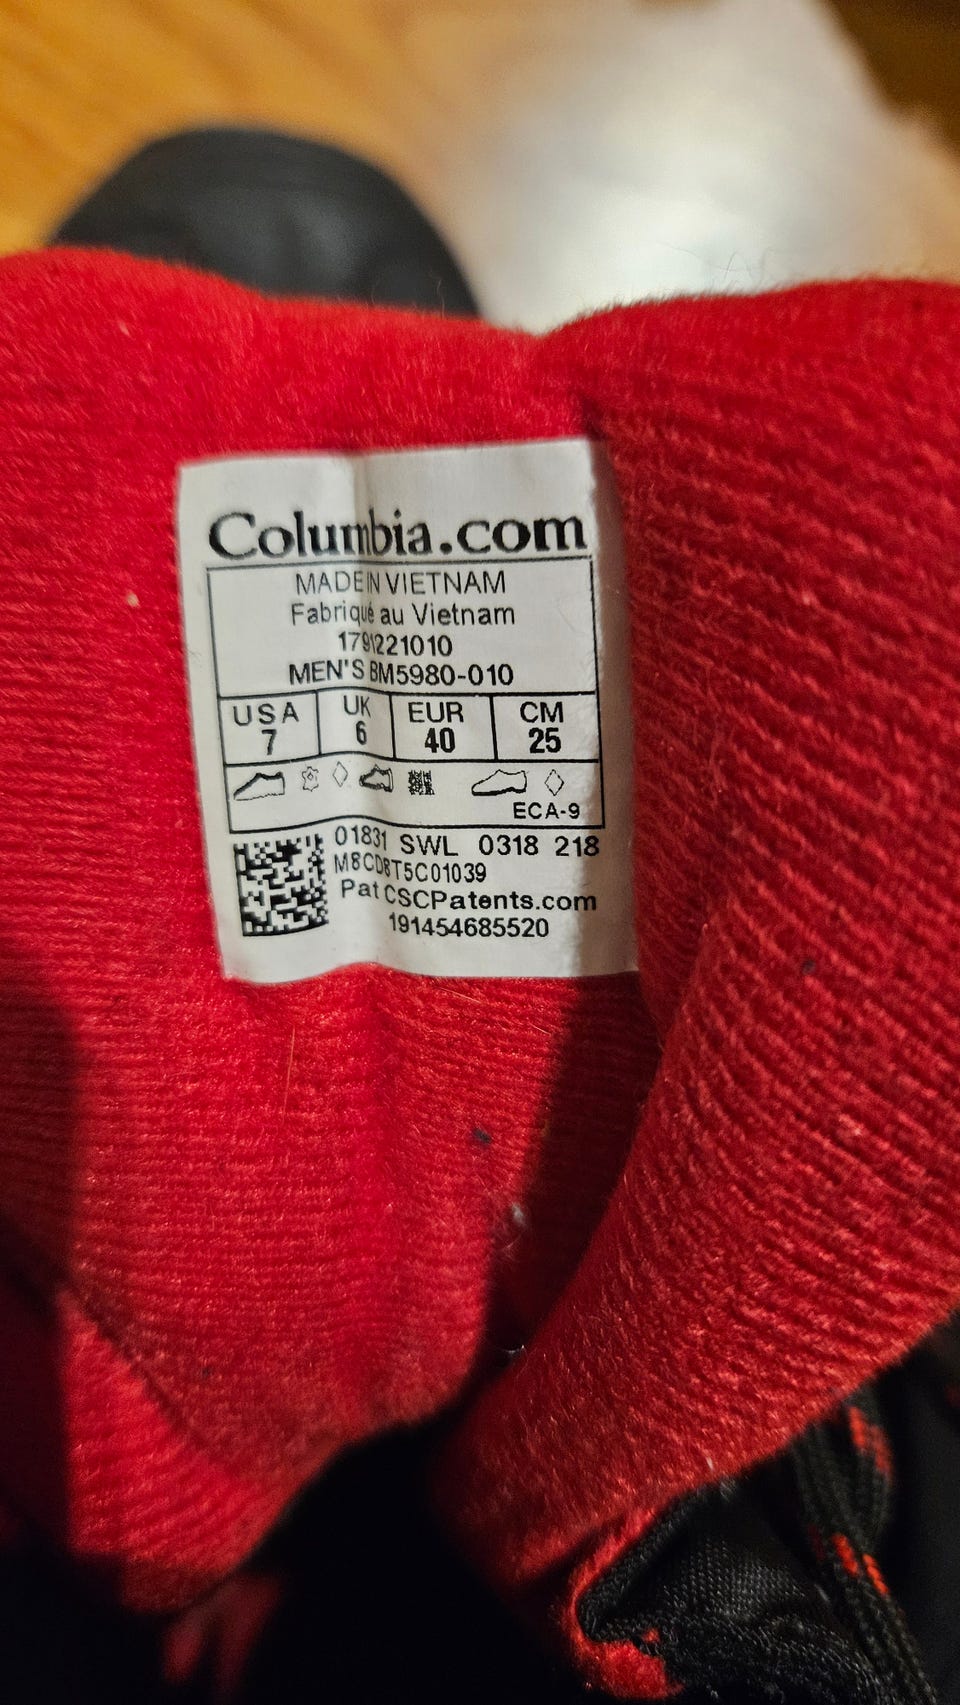 Columbia.com
MADE IN VIETNAM
Fabriqué au Vietnam
1791221010
MEN'S BM5980-010
USA UK EUR CM
7 6 40 25
ECA-9
01831 SWL 0318 218
M8CD8T5C01039
Pat CSCPatents.com
191454685520